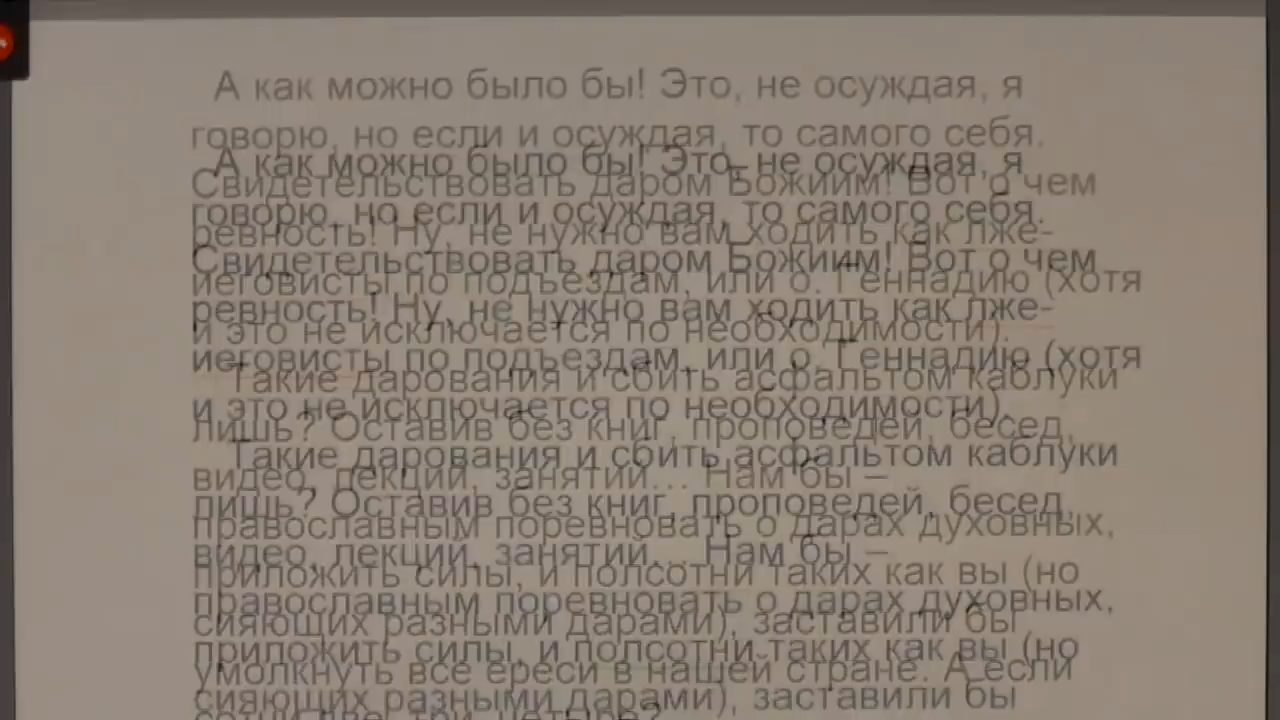 А как можно было бы! Это, не осуждая, я
говорю, но если и осуждая, то самого себя.
Свидетельствовать даром Божиим! Вот о чем
ревность! Ну, не нужно вам ходить как лже-
иеговисты по подъездам, или о. Геннадию (хотя
и это не исключается по необходимости).
Такие дарования и сбить асфальтом каблуки
лишь? Оставив без книг, проповедей, бесед,
видео, лекций, занятий... Нам бы –
православным поревновать о дарах духовных,
приложить силы, и полсотни таких как вы (но
сияющих разными дарами), заставили бы
умолкнуть все ереси в нашей стране. А если
сотни две, три, четыре?